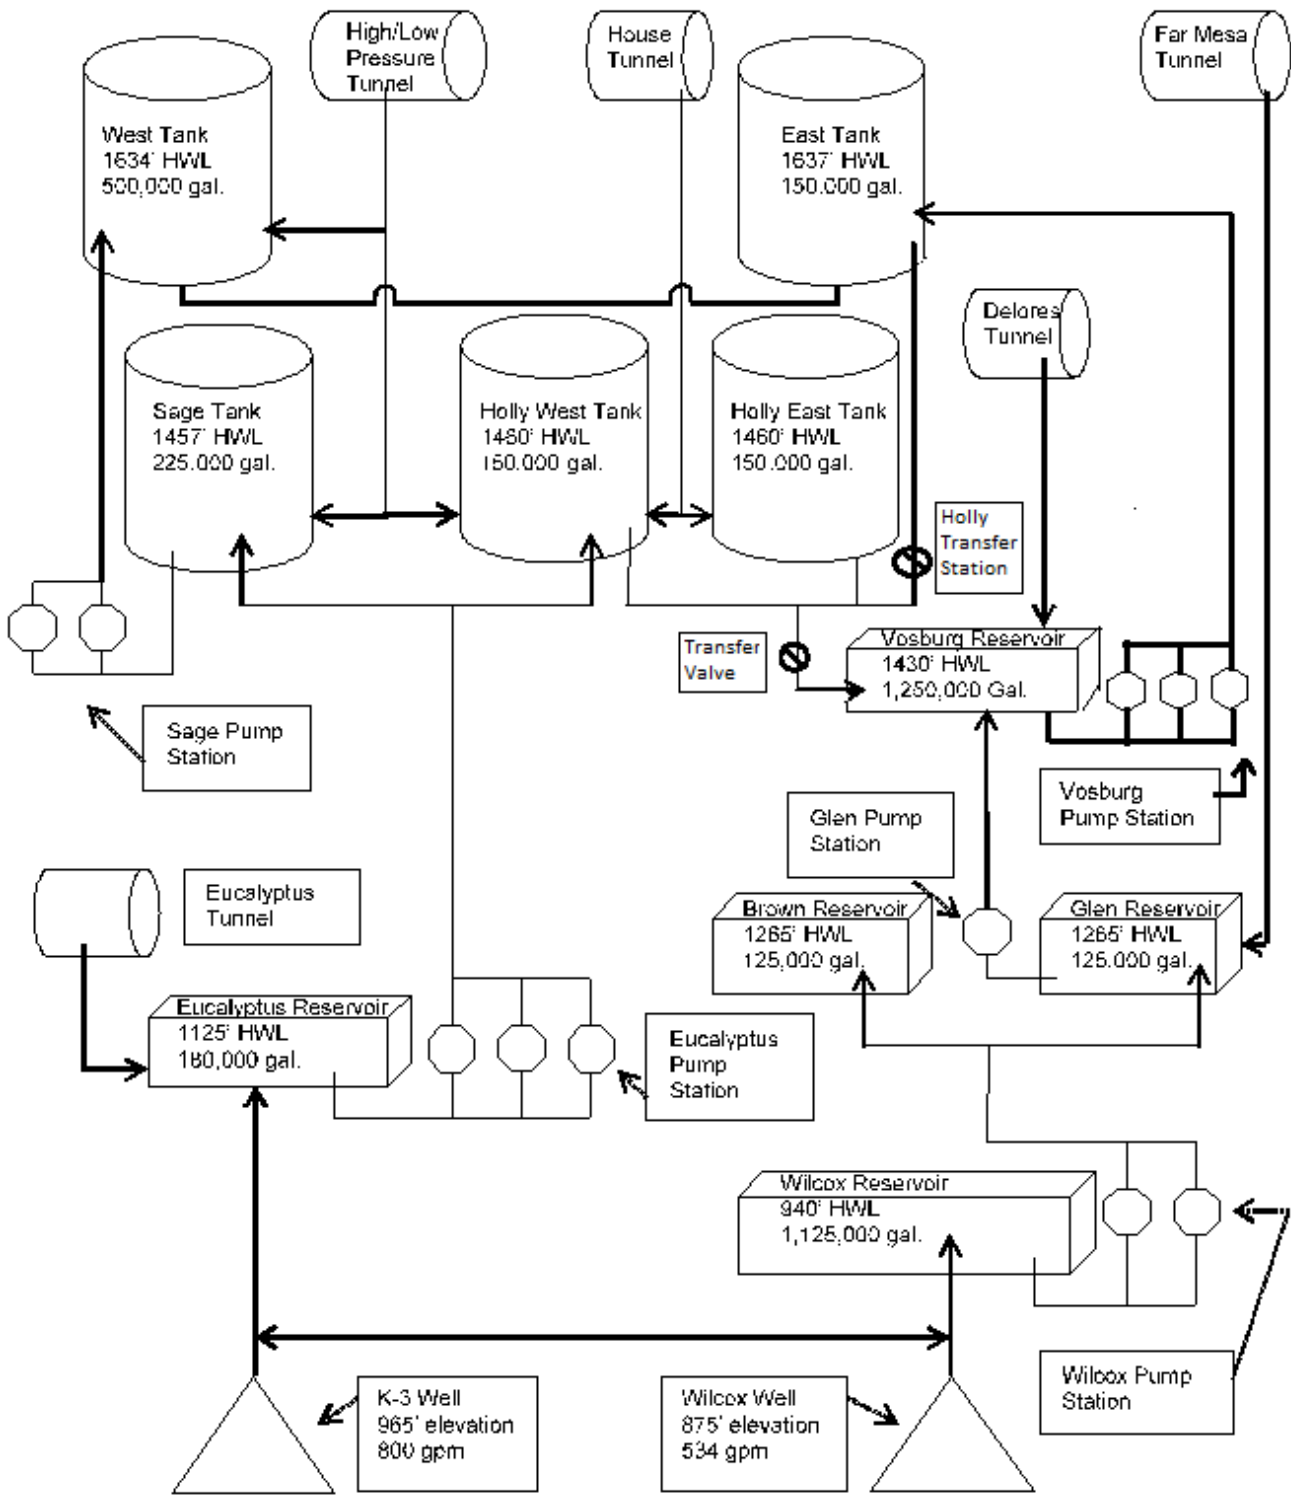 High/Low
Pressure
Tunnel
House
Tunnel
Far Mesa
Tunnel
West Tank
1634' HWL
500,000 gal.
East Tank
1637' HWL
150.000 gal.
Delores
Tunnel
Sage Tank
1457' HWL
225.000 gal.
Holly West Tank
1460' HWL
150.000 gal.
Holly East Tank
1460' HWL
150.000 gal.
Holly
Transfer
Station
Transfer
Valve
Vosburg Reservoir
1430' HWL
1,250,000 Gal.
Sage Pump
Station
Vosburg
Pump Station
Glen Pump
Station
Eucalyptus
Tunnel
Brown Reservoir
1265' HWL
125,000 gal.
Glen Reservoir
1265' HWL
125.000 gal.
Eucalyptus Reservoir
1125' HWL
180,000 gal.
Eucalyptus
Pump
Station
Wilcox Reservoir
940' HWL
1,125,000 gal.
K-3 Well
965' elevation
800 gpm
Wilcox Well
875' elevation
534 gpm
Wilcox Pump
Station